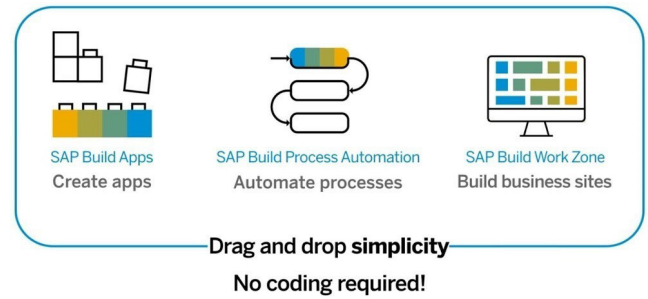 SAP Build Apps
Create apps
SAP Build Process Automation
Automate processes
SAP Build Work Zone
Build business sites
Drag and drop simplicity
No coding required!